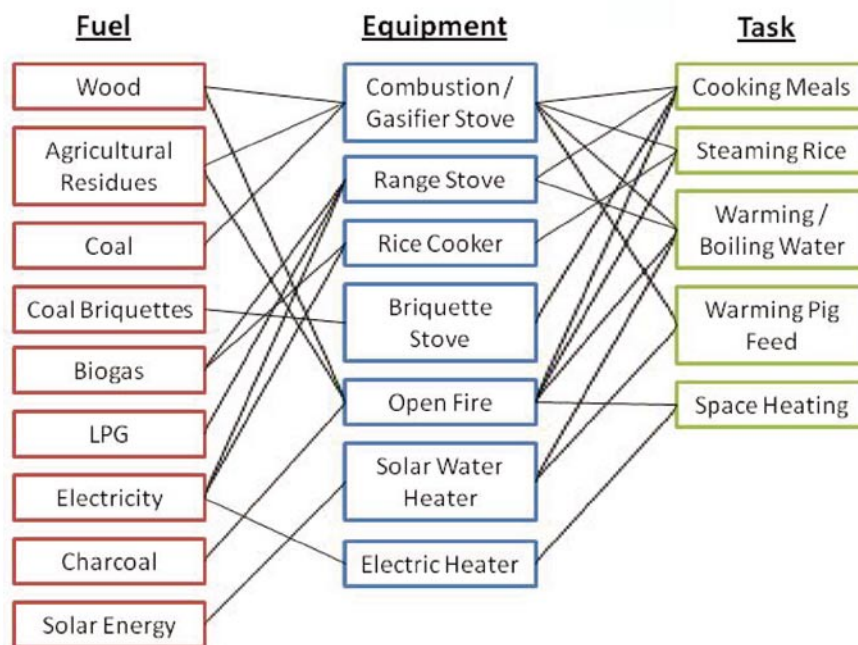 Fuel
Equipment
Task
Wood
Agricultural
Residues
Coal
Coal Briquettes
Biogas
LPG
Electricity
Charcoal
Solar Energy
Combustion /
Gasifier Stove
Range Stove
Rice Cooker
Briquette
Stove
Open Fire
Solar Water
Heater
Electric Heater
Cooking Meals
Steaming Rice
Warming /
Boiling Water
Warming Pig
Feed
Space Heating